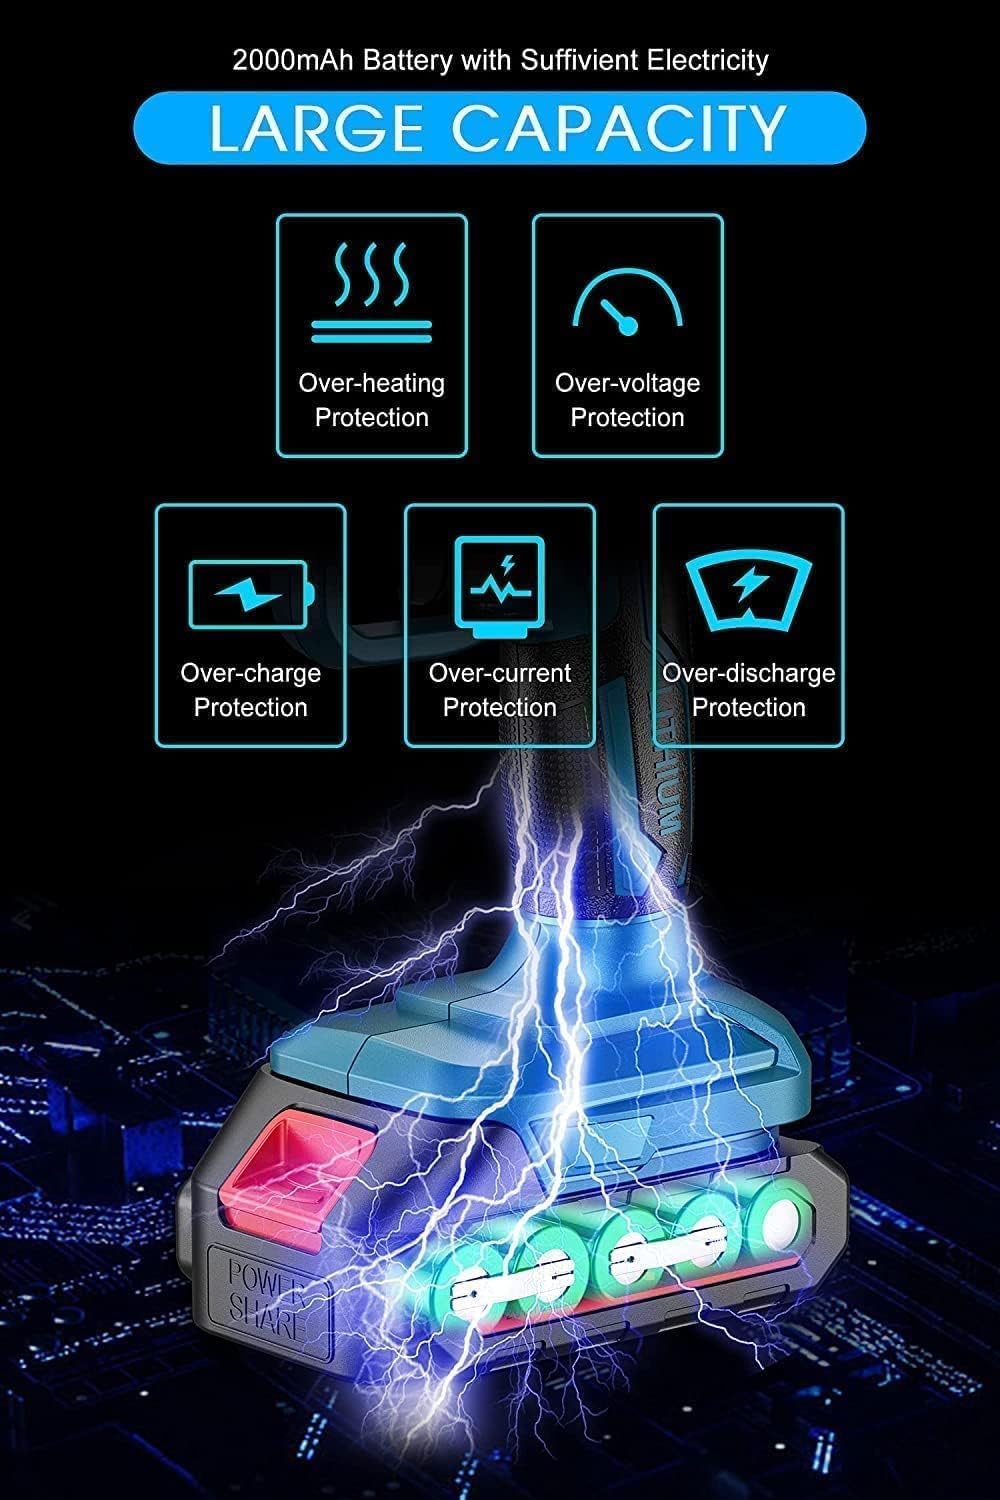 2000mAh Battery with Suffivient Electricity
LARGE CAPACITY
Over-heating
Protection
Over-voltage
Protection
Over-charge
Protection
Over-current
Protection
Over-discharge
Protection
LITHIUM
POWER
SHARE